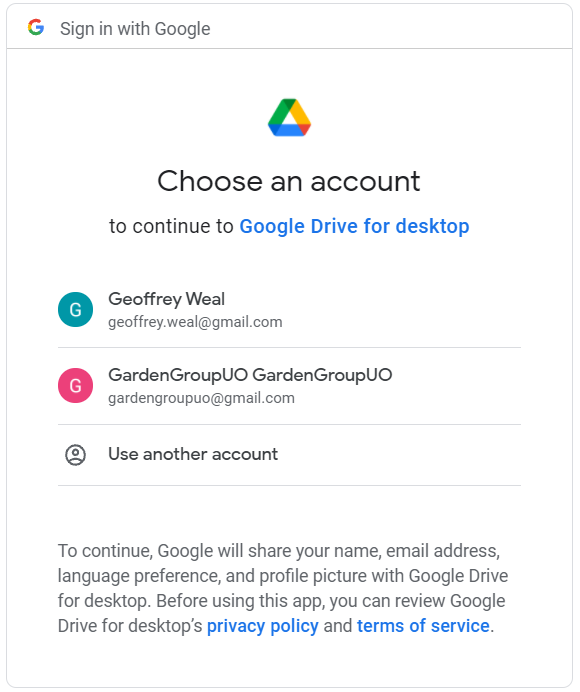 Sign in with Google
Choose an account
to continue to Google Drive for desktop
G
Geoffrey Weal
geoffrey.weal@gmail.com
G
GardenGroupUO GardenGroupUO
gardengroupuo@gmail.com
Use another account
To continue, Google will share your name, email address,
language preference, and profile picture with Google Drive
for desktop. Before using this app, you can review Google
Drive for desktop’s privacy policy and terms of service.